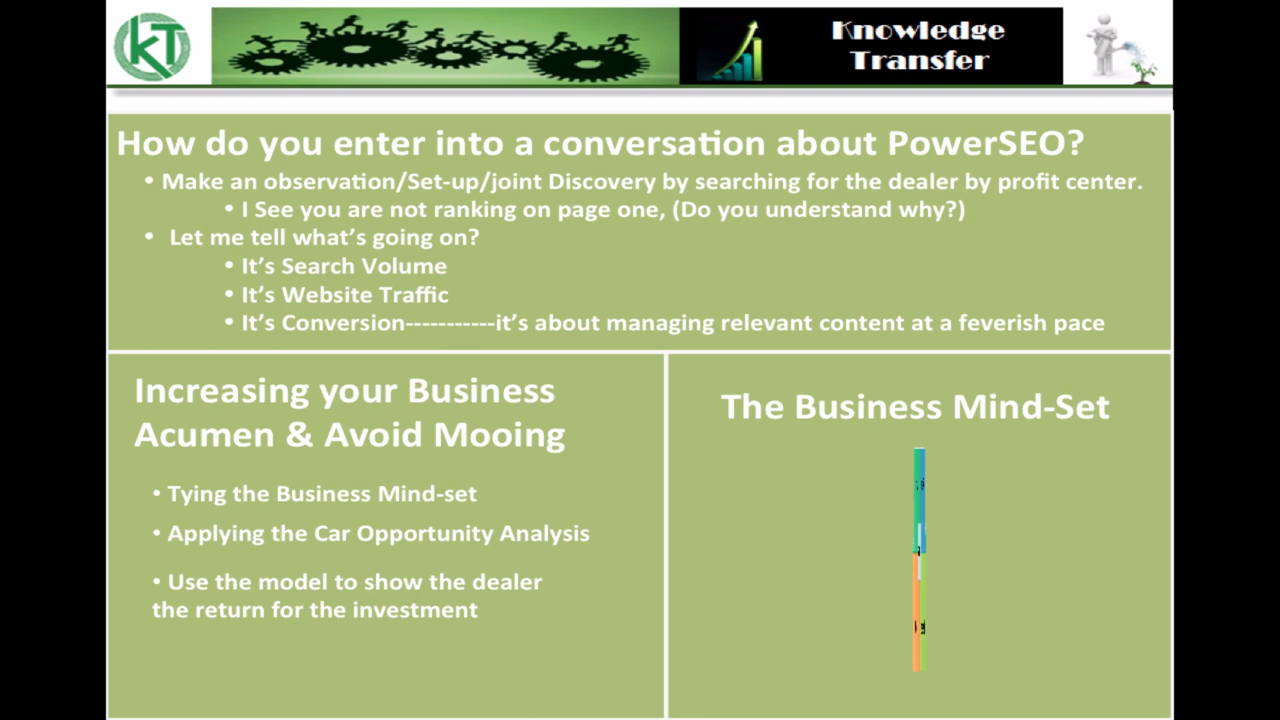 KT
Knowledge
Transfer
How do you enter into a conversation about PowerSEO?
• Make an observation/Set-up/joint Discovery by searching for the dealer by profit center.
• I See you are not ranking on page one, (Do you understand why?)
• Let me tell what's going on?
• It's Search Volume
• It's Website Traffic
• It's Conversion-----------it's about managing relevant content at a feverish pace
Increasing your Business
Acumen & Avoid Mooing
• Tying the Business Mind-set
• Applying the Car Opportunity Analysis
• Use the model to show the dealer
the return for the investment
The Business Mind-Set